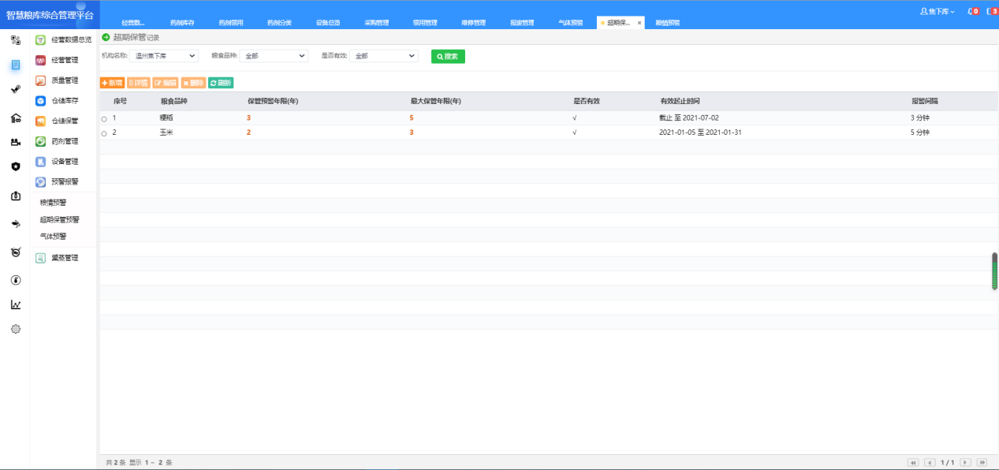 智慧粮库综合管理平台
焦下库
0
3
经营数...
药剂库存
药剂领用
药剂分类
设备总览
采购管理
领用管理
维修管理
报废管理
气体预警
超期保...
×
粮情预警
经营数据总览
经营管理
质量管理
仓储库存
仓储保管
药剂管理
设备管理
预警报警
粮情预警
超期保管预警
气体预警
熏蒸管理
超期保管记录
机构名称: 温州焦下库 粮食品种: 全部 是否有效: 全部 搜索
新增 详情 编辑 删除 刷新
序号 粮食品种 保管预警年限(年) 最大保管年限(年) 是否有效 有效起止时间 报警间隔
1 粳稻 3 5 √ 截止 至 2021-07-02 3 分钟
2 玉米 2 3 √ 2021-01-05 至 2021-01-31 5 分钟
共 2 条 显示 1 ~ 2 条
1 / 1